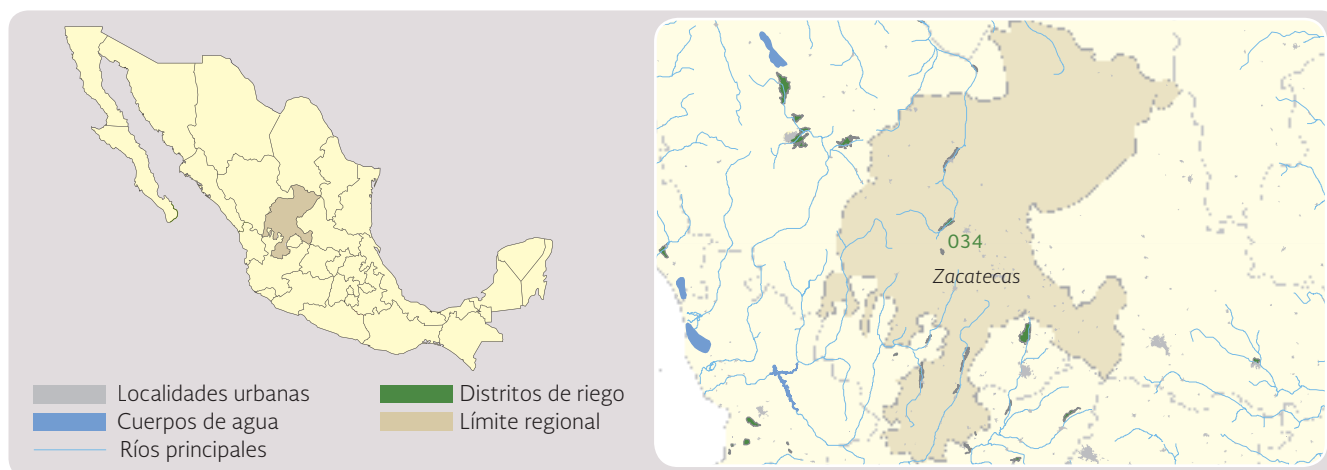 Localidades urbanas
Cuerpos de agua
Ríos principales
Distritos de riego
Límite regional
034
Zacatecas